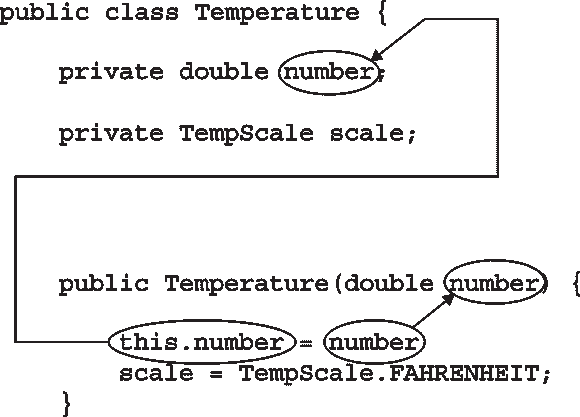 public class Temperature {
private double number;
private TempScale scale;
public Temperature(double number) {
this.number = number
scale = TempScale.FAHRENHEIT;
}